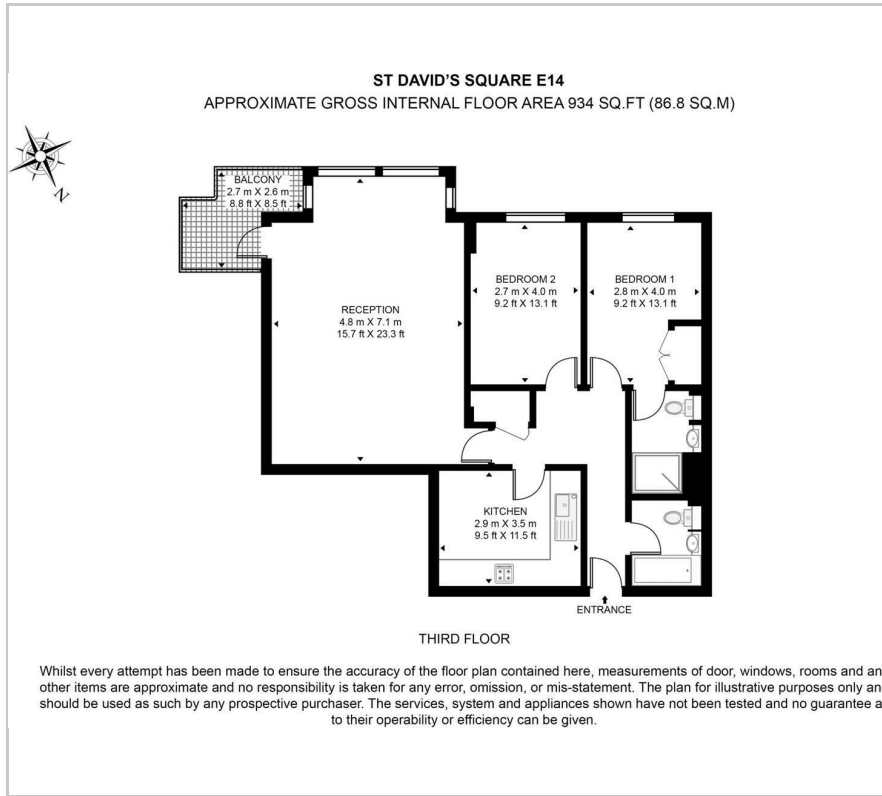 ST DAVID'S SQUARE E14
APPROXIMATE GROSS INTERNAL FLOOR AREA 934 SQ.FT (86.8 SQ.M)
N
BALCONY
2.7 m X 2.6 m
8.8 ft X 8.5 ft
RECEPTION
4.8 m X 7.1 m
15.7 ft X 23.3 ft
BEDROOM 2
2.7 m X 4.0 m
9.2 ft X 13.1 ft
BEDROOM 1
2.8 m X 4.0 m
9.2 ft X 13.1 ft
KITCHEN
2.9 m X 3.5 m
9.5 ft X 11.5 ft
ENTRANCE
THIRD FLOOR
Whilst every attempt has been made to ensure the accuracy of the floor plan contained here, measurements of door, windows, rooms and an
other items are approximate and no responsibility is taken for any error, omission, or mis-statement. The plan for illustrative purposes only an
should be used as such by any prospective purchaser. The services, system and appliances shown have not been tested and no guarantee a
to their operability or efficiency can be given.